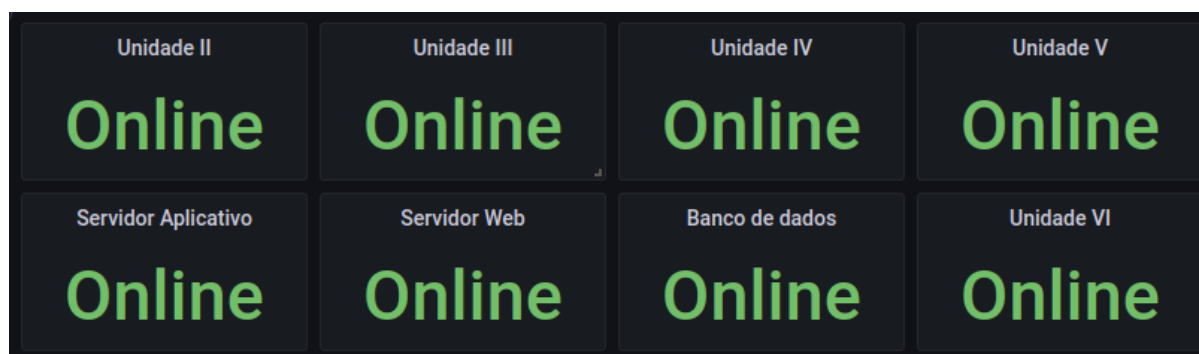 Unidade II
Unidade III
Unidade IV
Unidade V
Online
Online
Online
Online
Servidor Aplicativo
Servidor Web
Banco de dados
Unidade VI
Online
Online
Online
Online